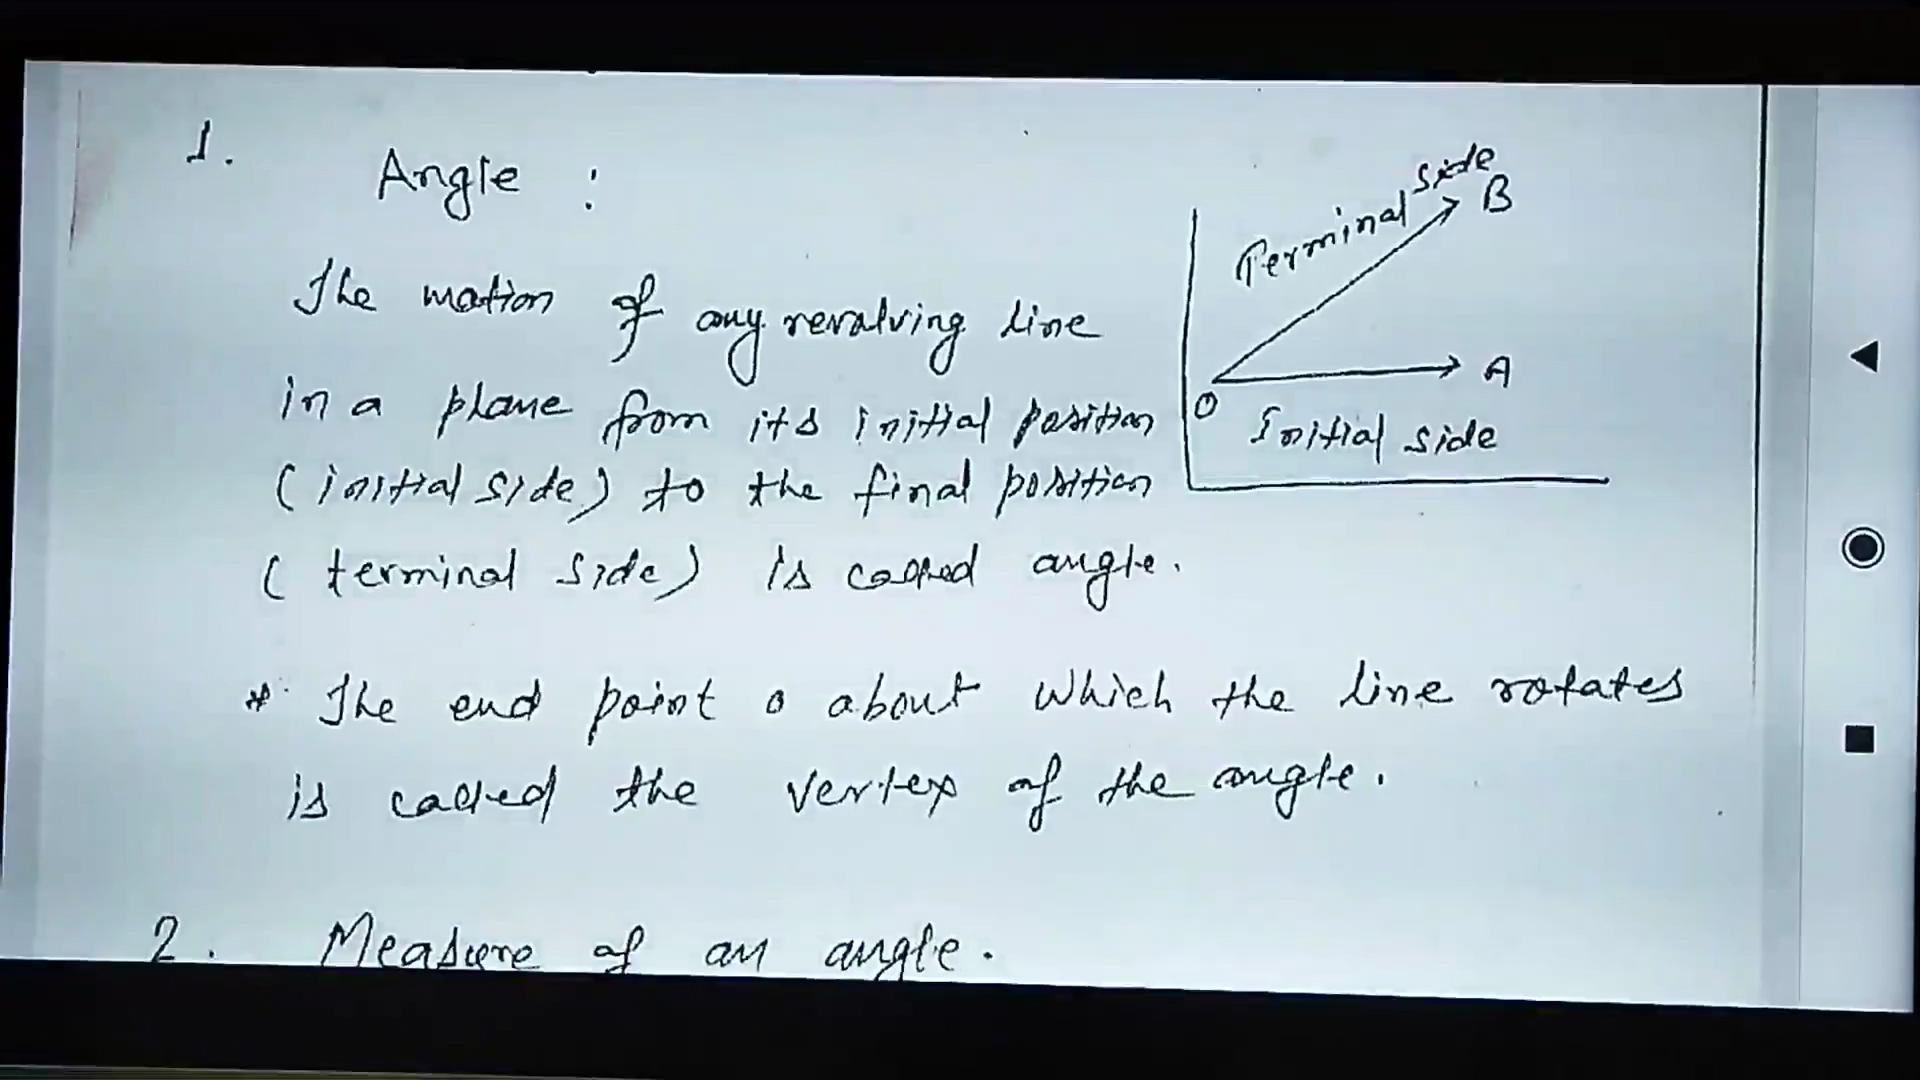 1. Angle :
The motion of any revolving line
in a plane from its initial position
(initial side) to the final position
( terminal side) is called angle.
Terminal side
B
A
O
Initial side
* The end point o about which the line rotates
is called the vertex of the angle.
2. Measure of an angle.